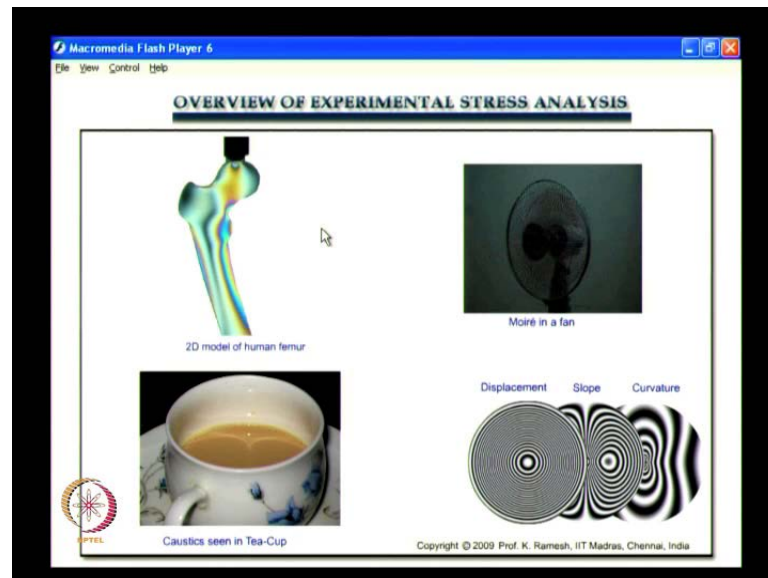 Macromedia Flash Player 6
File View Control Help
OVERVIEW OF EXPERIMENTAL STRESS ANALYSIS
2D model of human femur
Moiré in a fan
Displacement Slope Curvature
Caustics seen in Tea-Cup
Copyright @ 2009 Prof. K. Ramesh, IIT Madras, Chennai, India